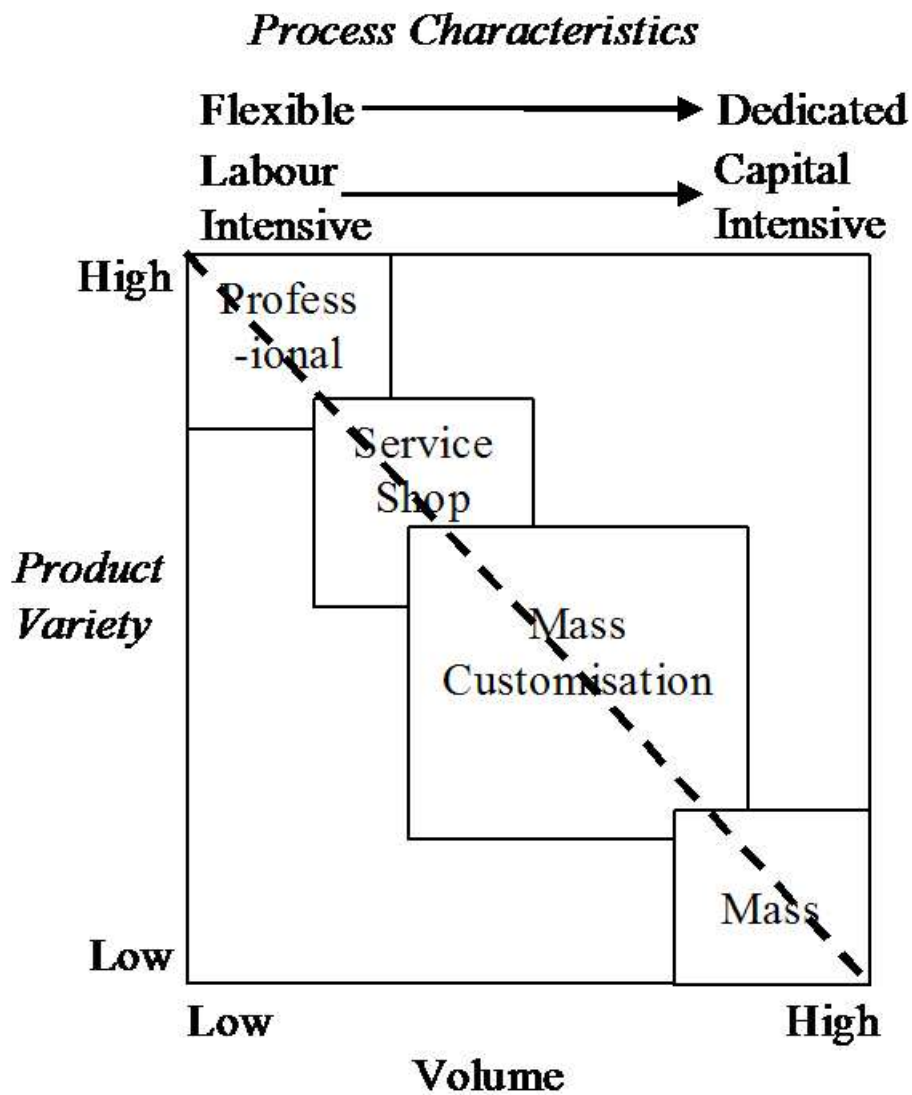 Process Characteristics
Flexible Dedicated
Labour Capital
Intensive Intensive
High
Profess
-ional
Service
Shop
Product
Variety
Mass
Customisation
Mass
Low
Low High
Volume